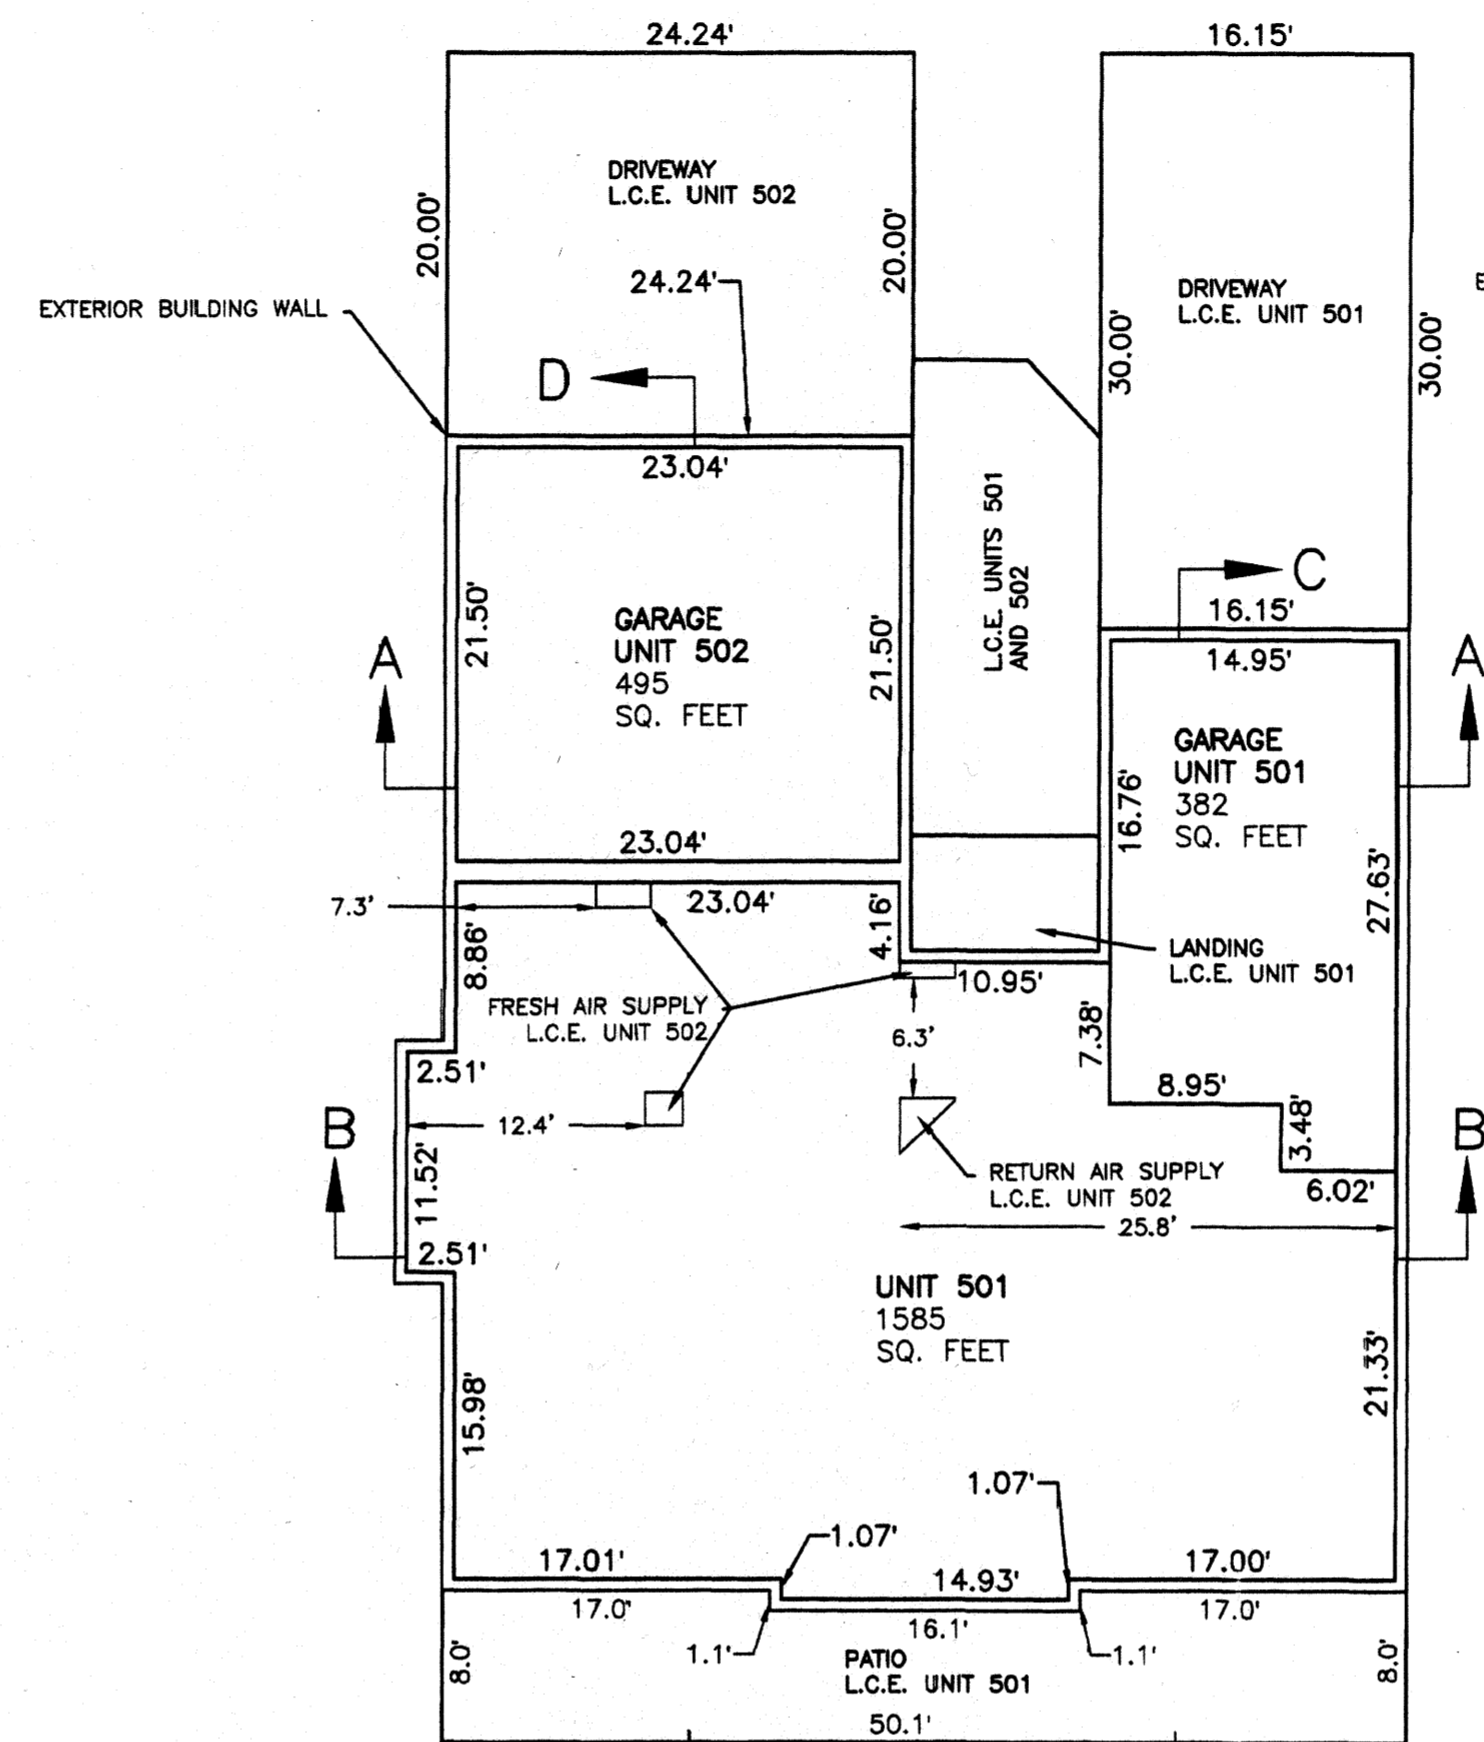 24.24'
16.15'
DRIVEWAY
L.C.E. UNIT 502
20.00'
20.00'
24.24'
EXTERIOR BUILDING WALL
DRIVEWAY
L.C.E. UNIT 501
30.00'
30.00'
E
D
23.04'
L.C.E. UNITS 501
AND 502
C
16.15'
14.95'
21.50'
GARAGE
UNIT 502
495
SQ. FEET
21.50'
A
A
GARAGE
UNIT 501
382
SQ. FEET
16.76'
27.63'
23.04'
7.3'
23.04'
4.16'
8.86'
LANDING
L.C.E. UNIT 501
10.95'
FRESH AIR SUPPLY
L.C.E. UNIT 502
6.3'
7.38'
2.51'
8.95'
3.48'
12.4'
B
B
11.52'
RETURN AIR SUPPLY
L.C.E. UNIT 502
6.02'
25.8'
2.51'
UNIT 501
1585
SQ. FEET
15.98'
21.33'
1.07'
1.07'
17.01'
14.93'
17.00'
17.0'
16.1'
17.0'
1.1'
1.1'
8.0'
PATIO
L.C.E. UNIT 501
8.0'
50.1'